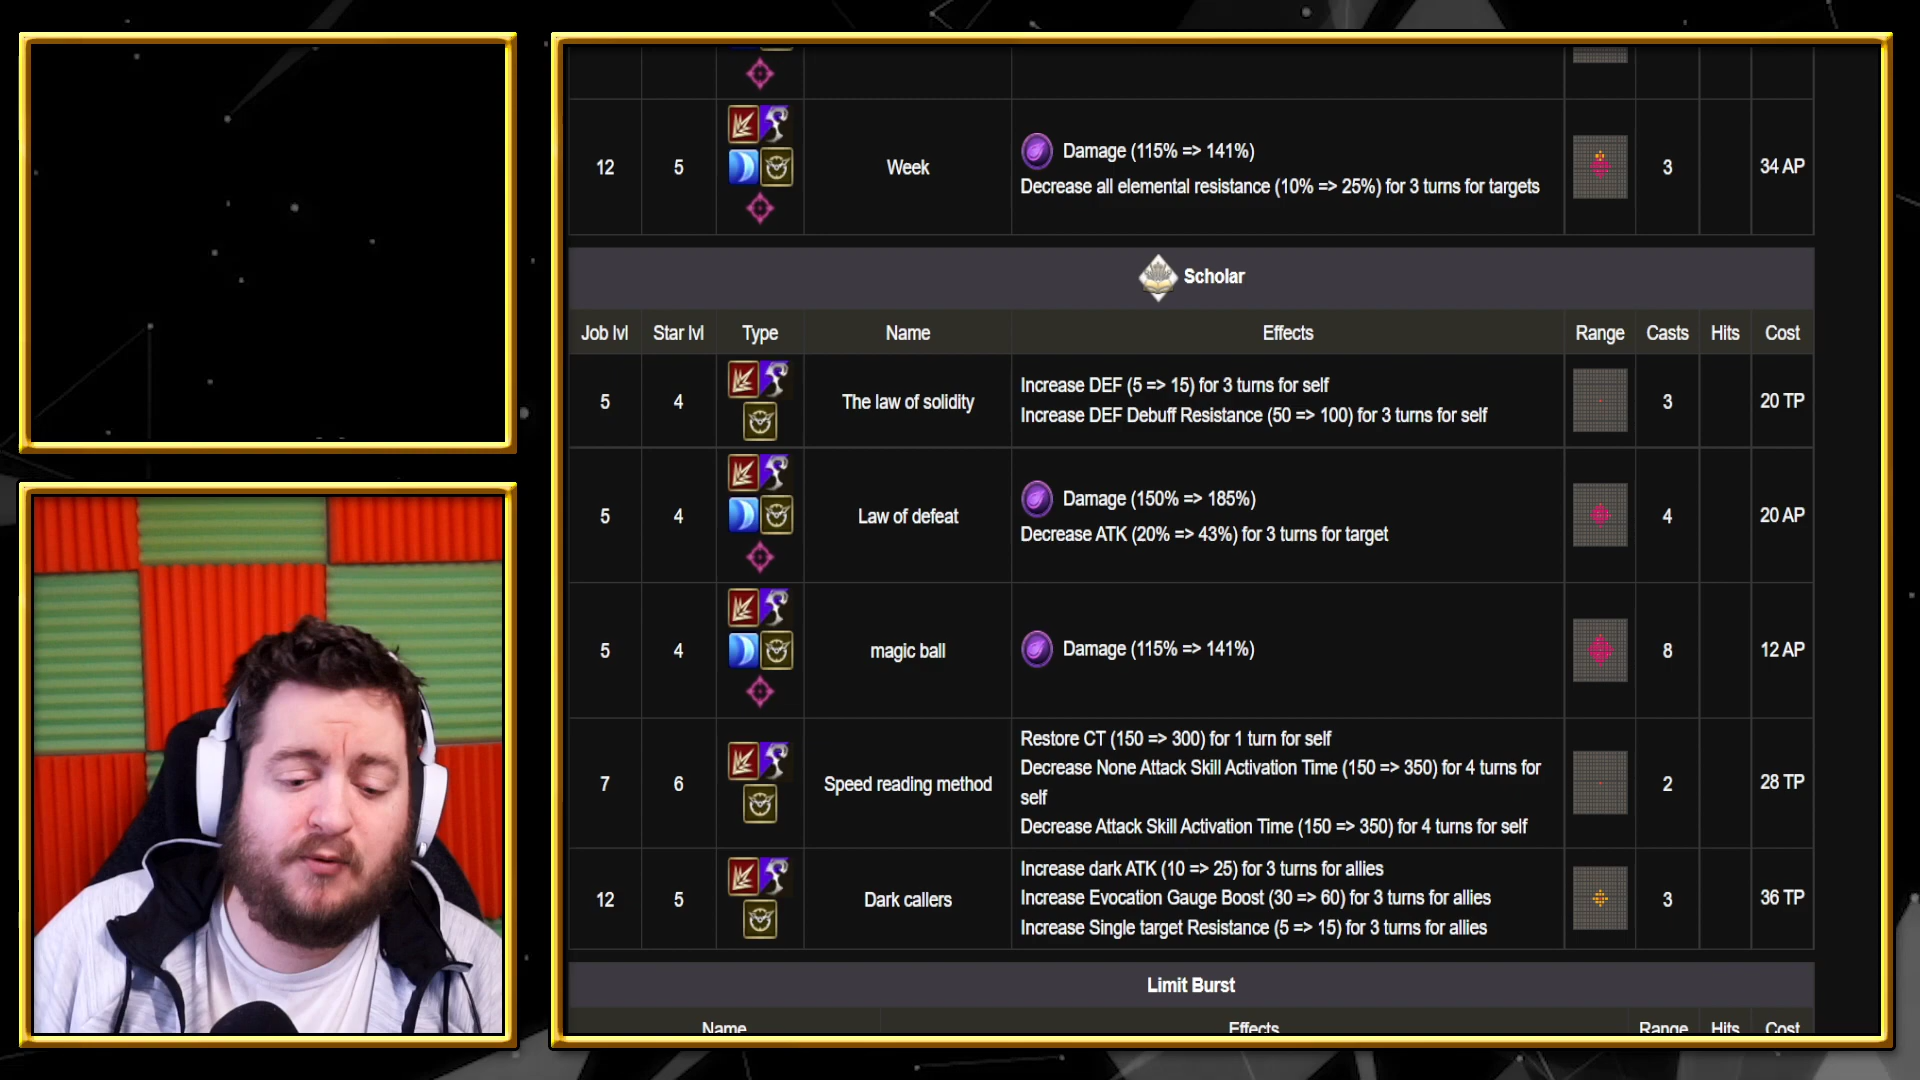 12 5 Week Damage (115% => 141%) 3 34 AP
Decrease all elemental resistance (10% => 25%) for 3 turns for targets
Scholar
Job lvl Star lvl Type Name Effects Range Casts Hits Cost
5 4 The law of solidity Increase DEF (5 => 15) for 3 turns for self 3 20 TP
Increase DEF Debuff Resistance (50 => 100) for 3 turns for self
5 4 Law of defeat Damage (150% => 185%) 4 20 AP
Decrease ATK (20% => 43%) for 3 turns for target
5 4 magic ball Damage (115% => 141%) 8 12 AP
7 6 Speed reading method Restore CT (150 => 300) for 1 turn for self 2 28 TP
Decrease None Attack Skill Activation Time (150 => 350) for 4 turns for
self
Decrease Attack Skill Activation Time (150 => 350) for 4 turns for self
12 5 Dark callers Increase dark ATK (10 => 25) for 3 turns for allies 3 36 TP
Increase Evocation Gauge Boost (30 => 60) for 3 turns for allies
Increase Single target Resistance (5 => 15) for 3 turns for allies
Limit Burst
Name Effects Range Hits Cost